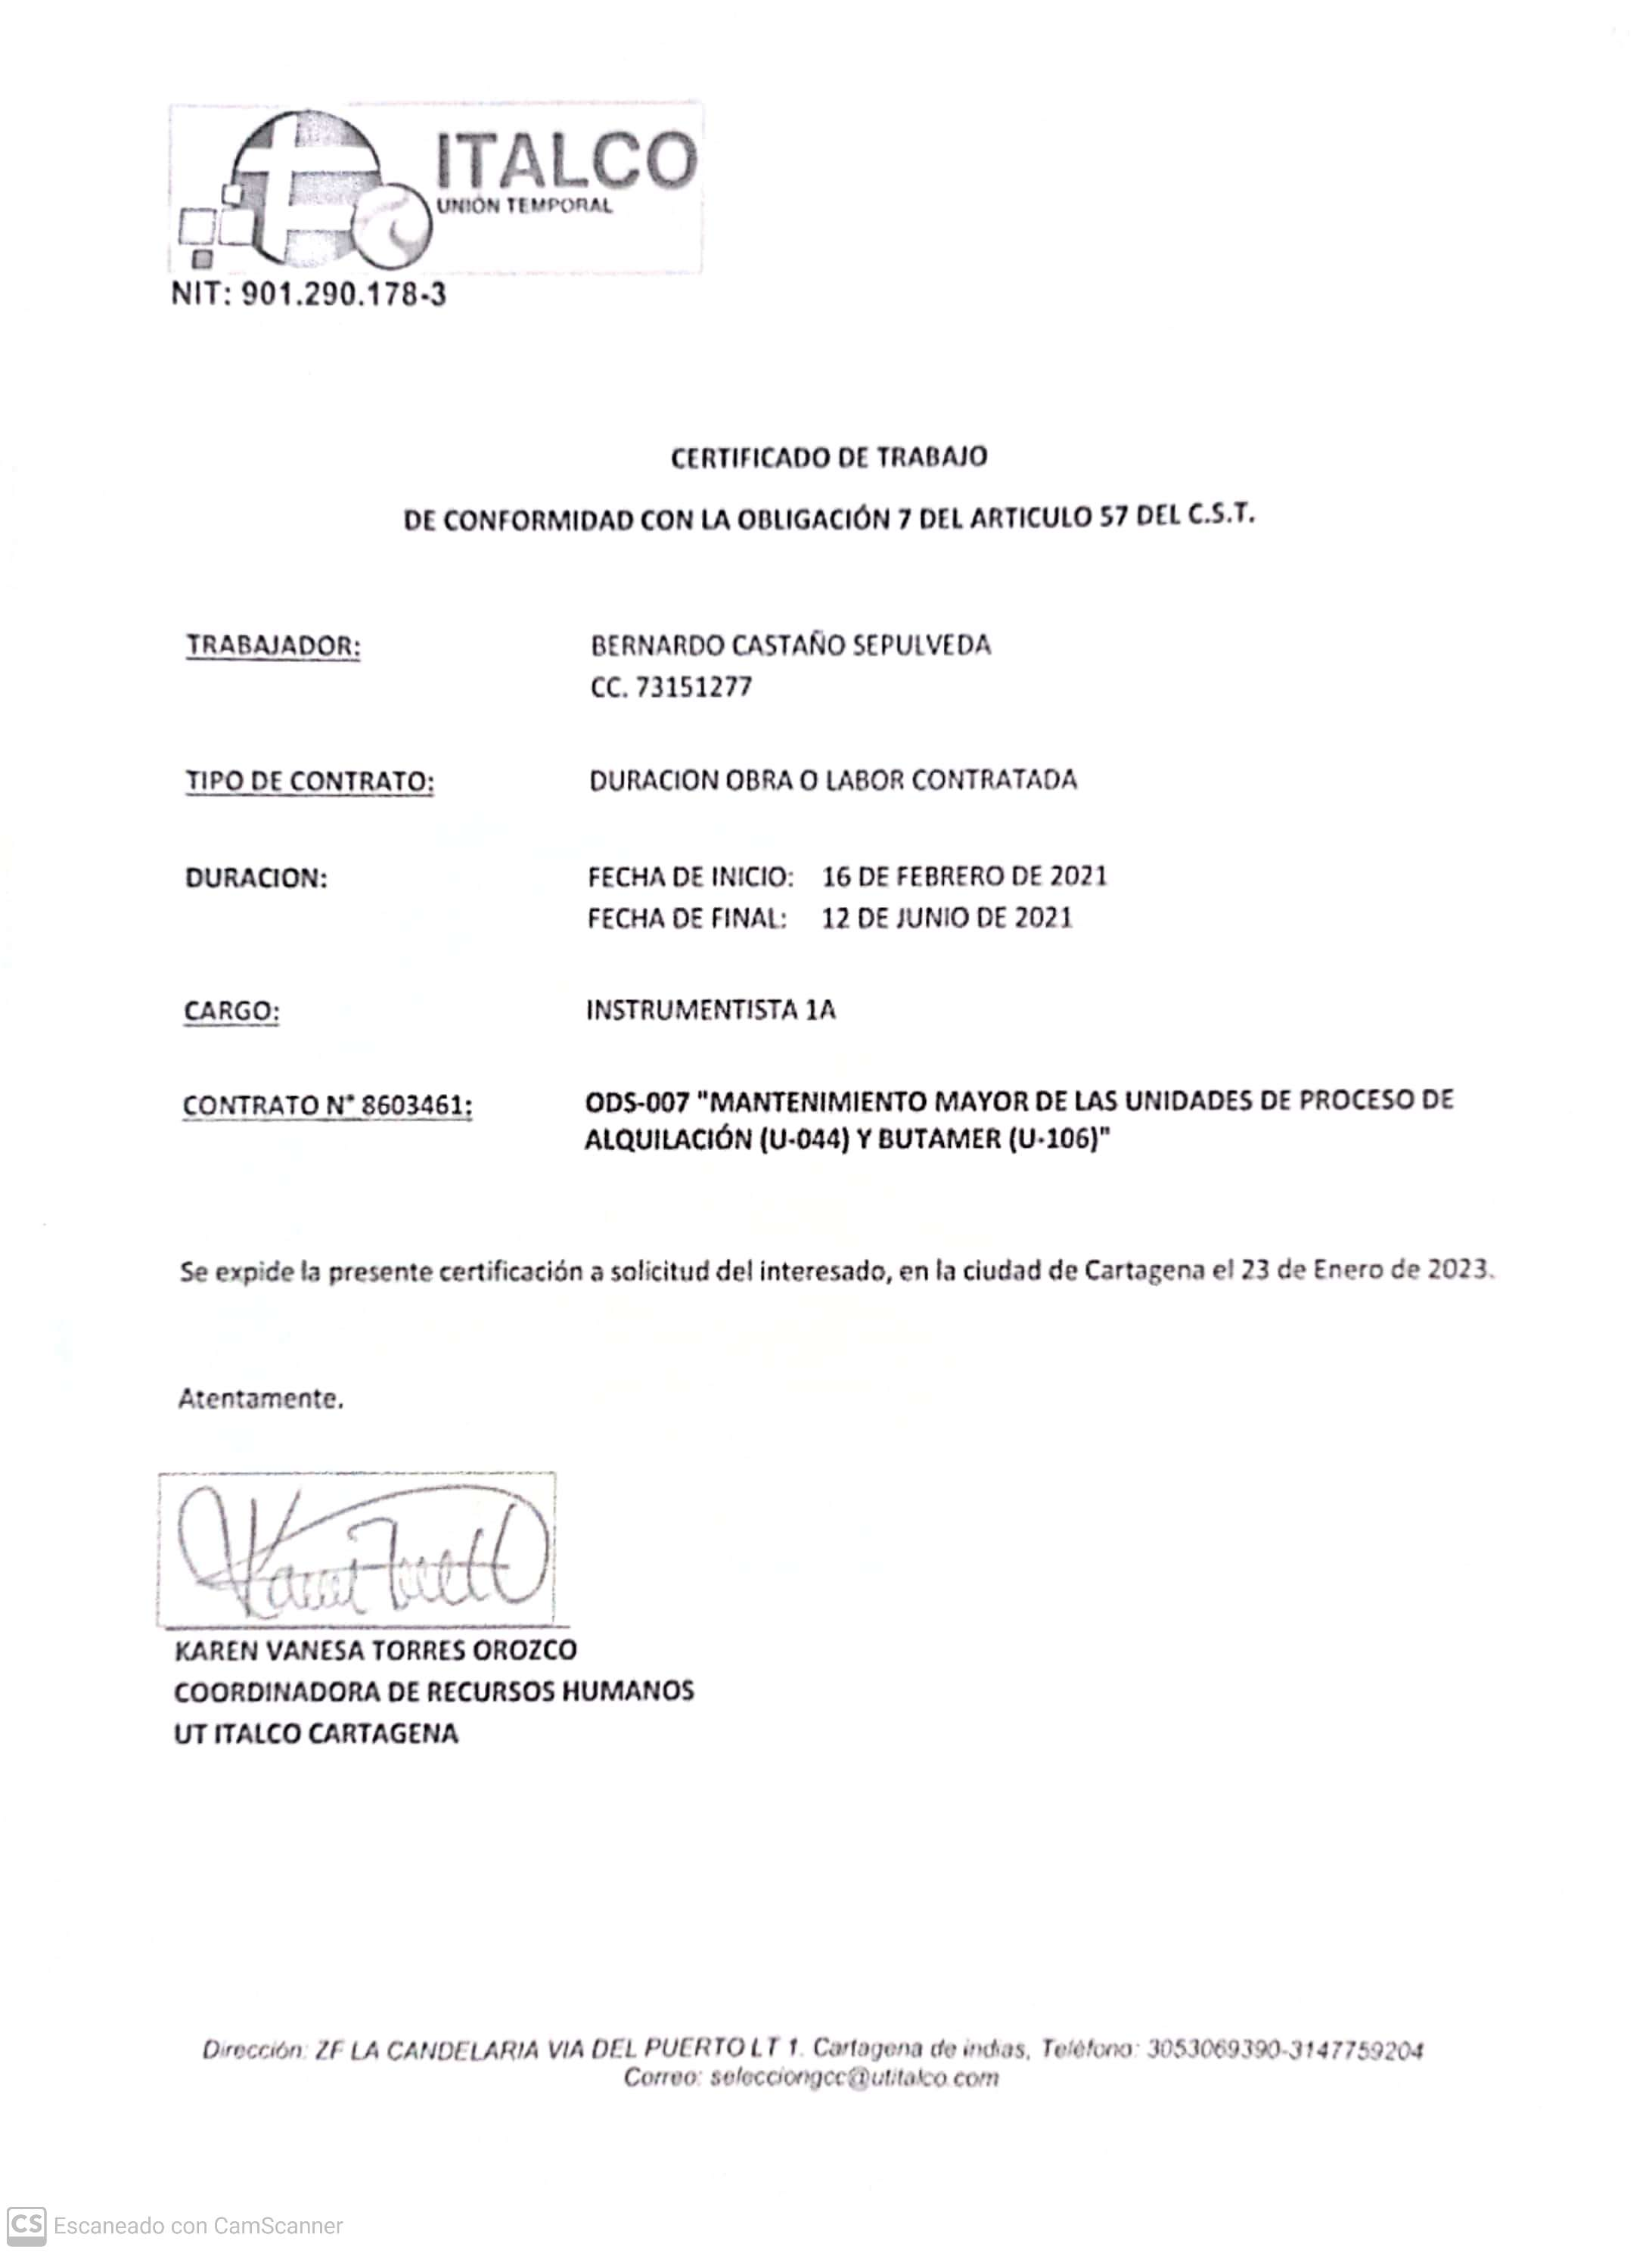 ITALCO
UNIÓN TEMPORAL
NIT: 901.290.178-3
CERTIFICADO DE TRABAJO
DE CONFORMIDAD CON LA OBLIGACIÓN 7 DEL ARTICULO 57 DEL C.S.T.
TRABAJADOR: BERNARDO CASTAÑO SEPULVEDA
CC. 73151277
TIPO DE CONTRATO: DURACION OBRA O LABOR CONTRATADA
DURACION: FECHA DE INICIO: 16 DE FEBRERO DE 2021
FECHA DE FINAL: 12 DE JUNIO DE 2021
CARGO: INSTRUMENTISTA 1A
CONTRATO N° 8603461: ODS-007 "MANTENIMIENTO MAYOR DE LAS UNIDADES DE PROCESO DE
ALQUILACIÓN (U-044) Y BUTAMER (U-106)"
Se expide la presente certificación a solicitud del interesado, en la ciudad de Cartagena el 23 de Enero de 2023.
Atentamente.
KAREN VANESA TORRES OROZCO
COORDINADORA DE RECURSOS HUMANOS
UT ITALCO CARTAGENA
Dirección: ZF LA CANDELARIA VIA DEL PUERTO LT 1. Cartagena de indias, Teléfono: 3053069390-3147759204
Correo: selecciongcc@utitalco.com
CS Escaneado con CamScanner